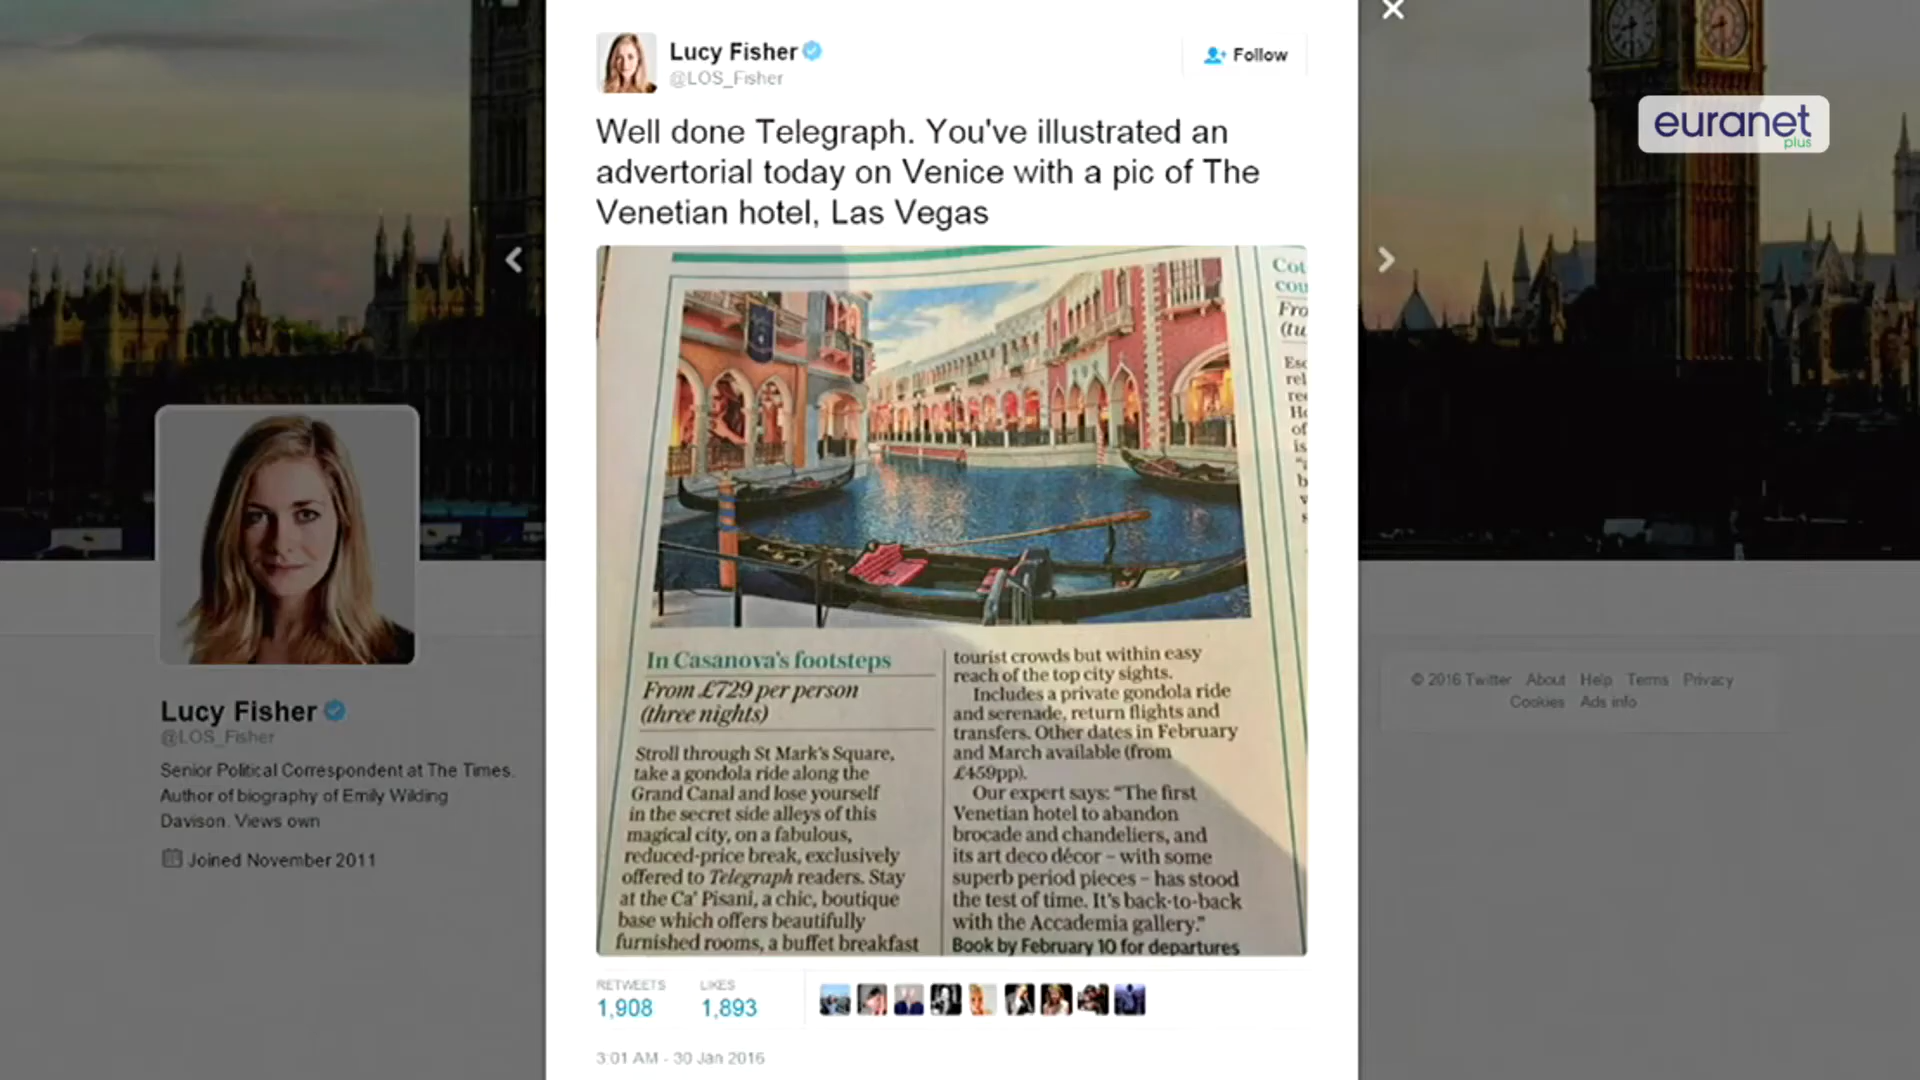 Lucy Fisher
@LOS_Fisher
Follow
euranet
plus
Well done Telegraph. You've illustrated an
advertorial today on Venice with a pic of The
Venetian hotel, Las Vegas
In Casanova's footsteps
From £729 per person
(three nights)
Stroll through St Mark's Square,
take a gondola ride along the
Grand Canal and lose yourself
in the secret side alleys of this
magical city, on a fabulous,
reduced-price break, exclusively
offered to Telegraph readers. Stay
at the Ca' Pisani, a chic, boutique
base which offers beautifully
furnished rooms, a buffet breakfast
tourist crowds but within easy
reach of the top city sights.
Includes a private gondola ride
and serenade, return flights and
transfers. Other dates in February
and March available (from
£459pp).
Our expert says: “The first
Venetian hotel to abandon
brocade and chandeliers, and
its art deco décor – with some
superb period pieces – has stood
the test of time. It's back-to-back
with the Accademia gallery.”
Book by February 10 for departures
Cot
cou
Fro
(tu
Esc
rel
of
is
RETWEETS
1,908
LIKES
1,893
3:01 AM - 30 Jan 2016
Lucy Fisher
@LOS_Fisher
Senior Political Correspondent at The Times.
Author of biography of Emily Wilding
Davison. Views own
Joined November 2011
© 2016 Twitter About Help Terms Privacy
Cookies Ads info